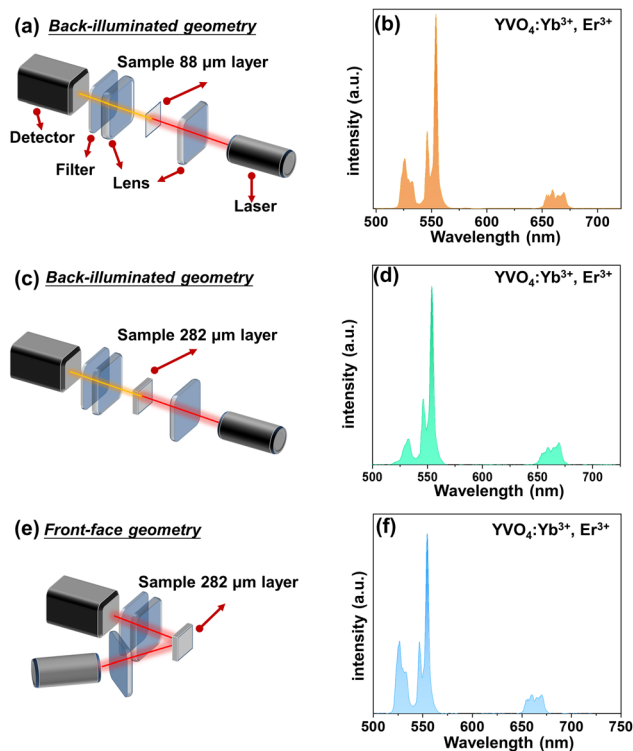 (a) Back-illuminated geometry
Sample 88 μm layer
Detector
Filter
Lens
Laser
(b)
YVO₄:Yb³⁺, Er³⁺
intensity (a.u.)
500 550 600 650 700
Wavelength (nm)
(c) Back-illuminated geometry
Sample 282 μm layer
(d)
YVO₄:Yb³⁺, Er³⁺
intensity (a.u.)
500 550 600 650 700
Wavelength (nm)
(e) Front-face geometry
Sample 282 μm layer
(f)
YVO₄:Yb³⁺, Er³⁺
intensity (a.u.)
500 550 600 650 700 750
Wavelength (nm)